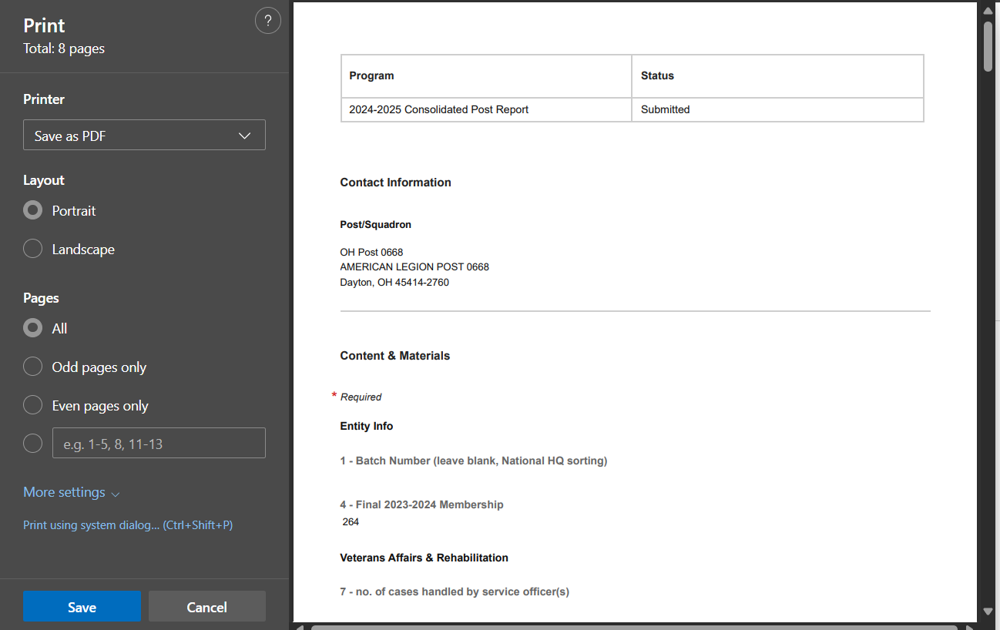 Print
?
Total: 8 pages
Printer
Save as PDF
Layout
Portrait
Landscape
Pages
All
Odd pages only
Even pages only
e.g. 1-5, 8, 11-13
More settings
Print using system dialog... (Ctrl+Shift+P)
Save
Cancel
Program
Status
2024-2025 Consolidated Post Report
Submitted
Contact Information
Post/Squadron
OH Post 0668
AMERICAN LEGION POST 0668
Dayton, OH 45414-2760
Content & Materials
* Required
Entity Info
1 - Batch Number (leave blank, National HQ sorting)
4 - Final 2023-2024 Membership
264
Veterans Affairs & Rehabilitation
7 - no. of cases handled by service officer(s)